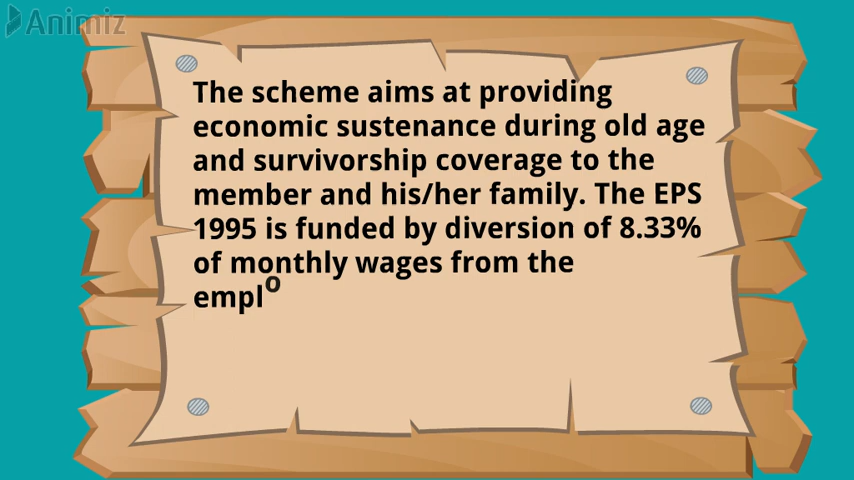 Animiz
The scheme aims at providing
economic sustenance during old age
and survivorship coverage to the
member and his/her family. The EPS
1995 is funded by diversion of 8.33%
of monthly wages from the
emplo